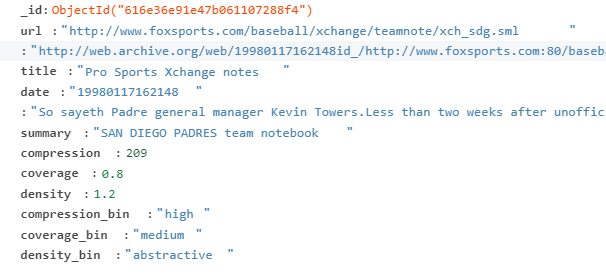 _id: ObjectId("616e36e91e47b061107288f4")
url : "http://www.foxsports.com/baseball/xchange/teamnote/xch_sdg.sml "
: "http://web.archive.org/web/19980117162148id_/http://www.foxsports.com:80/baseb
title : "Pro Sports Xchange notes "
date : "19980117162148 "
: "So sayeth Padre general manager Kevin Towers.Less than two weeks after unoffic
summary : "SAN DIEGO PADRES team notebook "
compression : 209
coverage : 0.8
density : 1.2
compression_bin : "high "
coverage_bin : "medium "
density_bin : "abstractive "